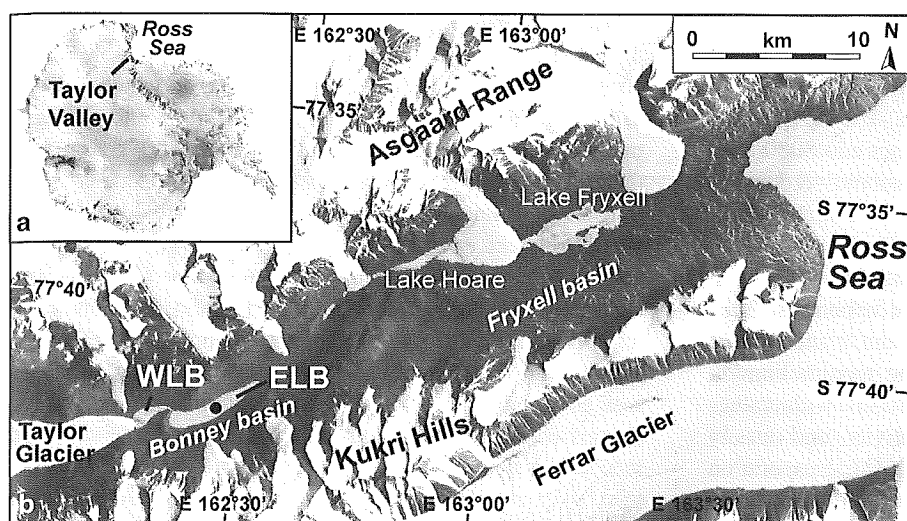 Ross
Sea
Taylor
Valley
a
E 162°30'
E 163°00'
0 km 10
N
77°35'
Asgaard Range
Lake Fryxell
S 77°35'
Ross
Sea
Lake Hoare
77°40'
Fryxell basin
WLB
ELB
S 77°40'
Taylor
Glacier
Bonney basin
Kukri Hills
Ferrar Glacier
b
E 162°30'
E 163°00'
E 163°30'